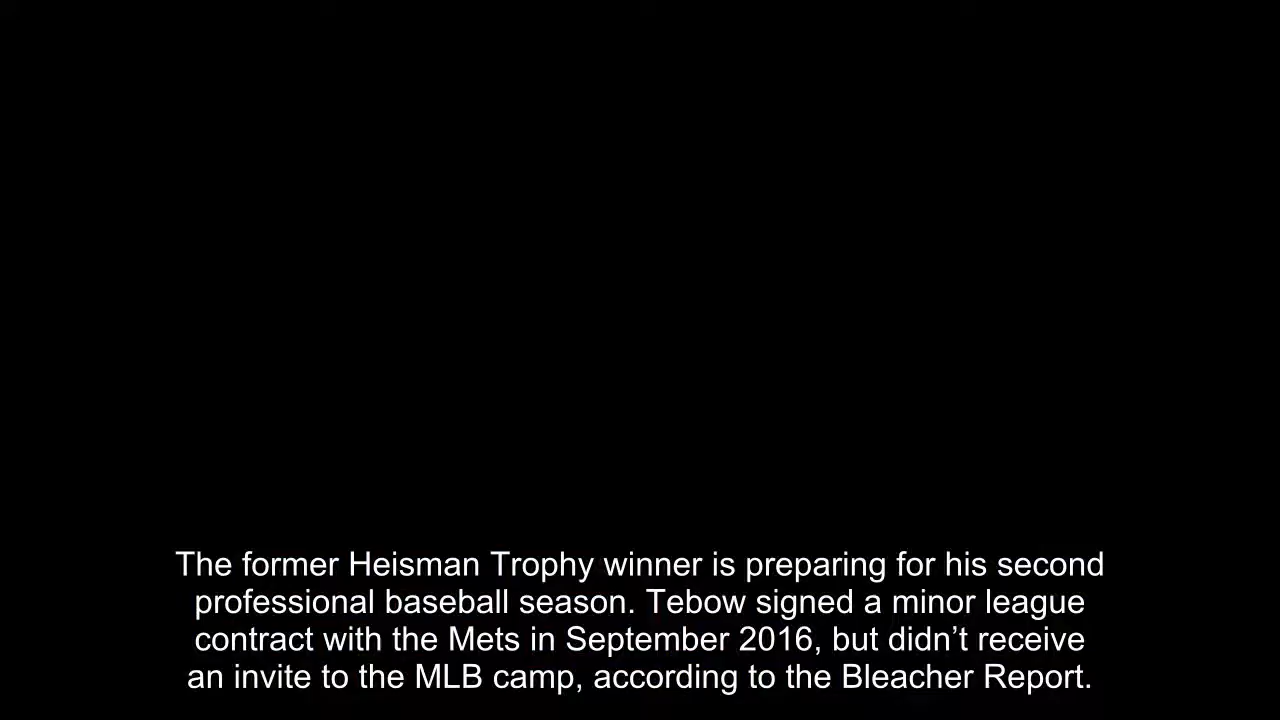 The former Heisman Trophy winner is preparing for his second
professional baseball season. Tebow signed a minor league
contract with the Mets in September 2016, but didn’t receive
an invite to the MLB camp, according to the Bleacher Report.